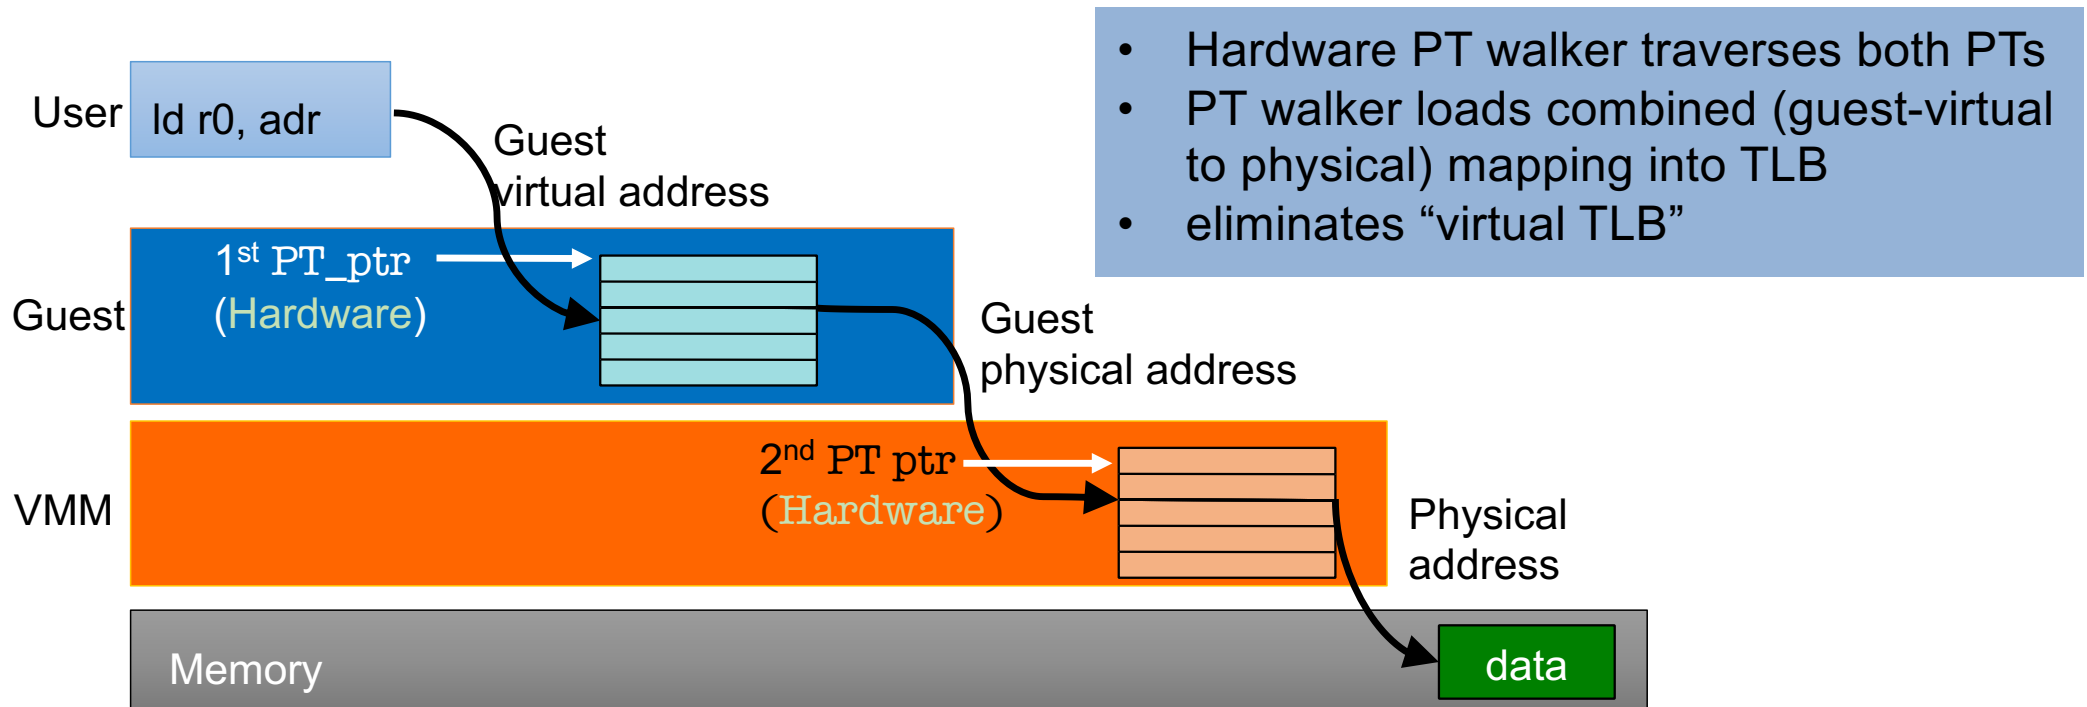 • Hardware PT walker traverses both PTs
• PT walker loads combined (guest-virtual
to physical) mapping into TLB
• eliminates “virtual TLB”
User
ld r0, adr
Guest
virtual address
Guest
1st PT_ptr
(Hardware)
Guest
physical address
VMM
2nd PT ptr
(Hardware)
Physical
address
Memory
data